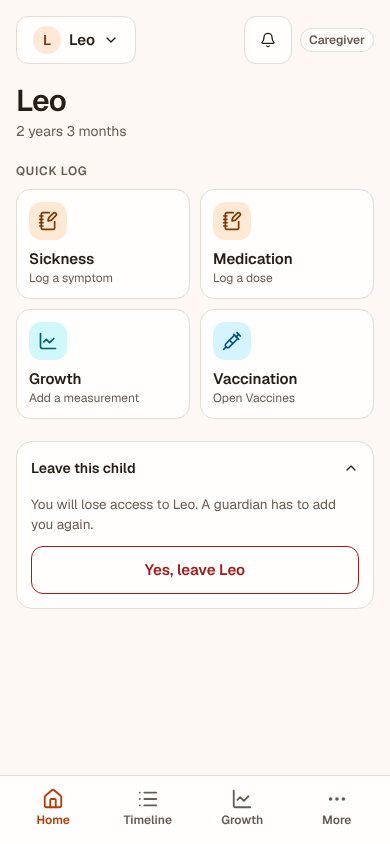 L Leo
Caregiver
Leo
2 years 3 months
QUICK LOG
Sickness
Log a symptom
Medication
Log a dose
Growth
Add a measurement
Vaccination
Open Vaccines
Leave this child
You will lose access to Leo. A guardian has to add
you again.
Yes, leave Leo
Home
Timeline
Growth
More